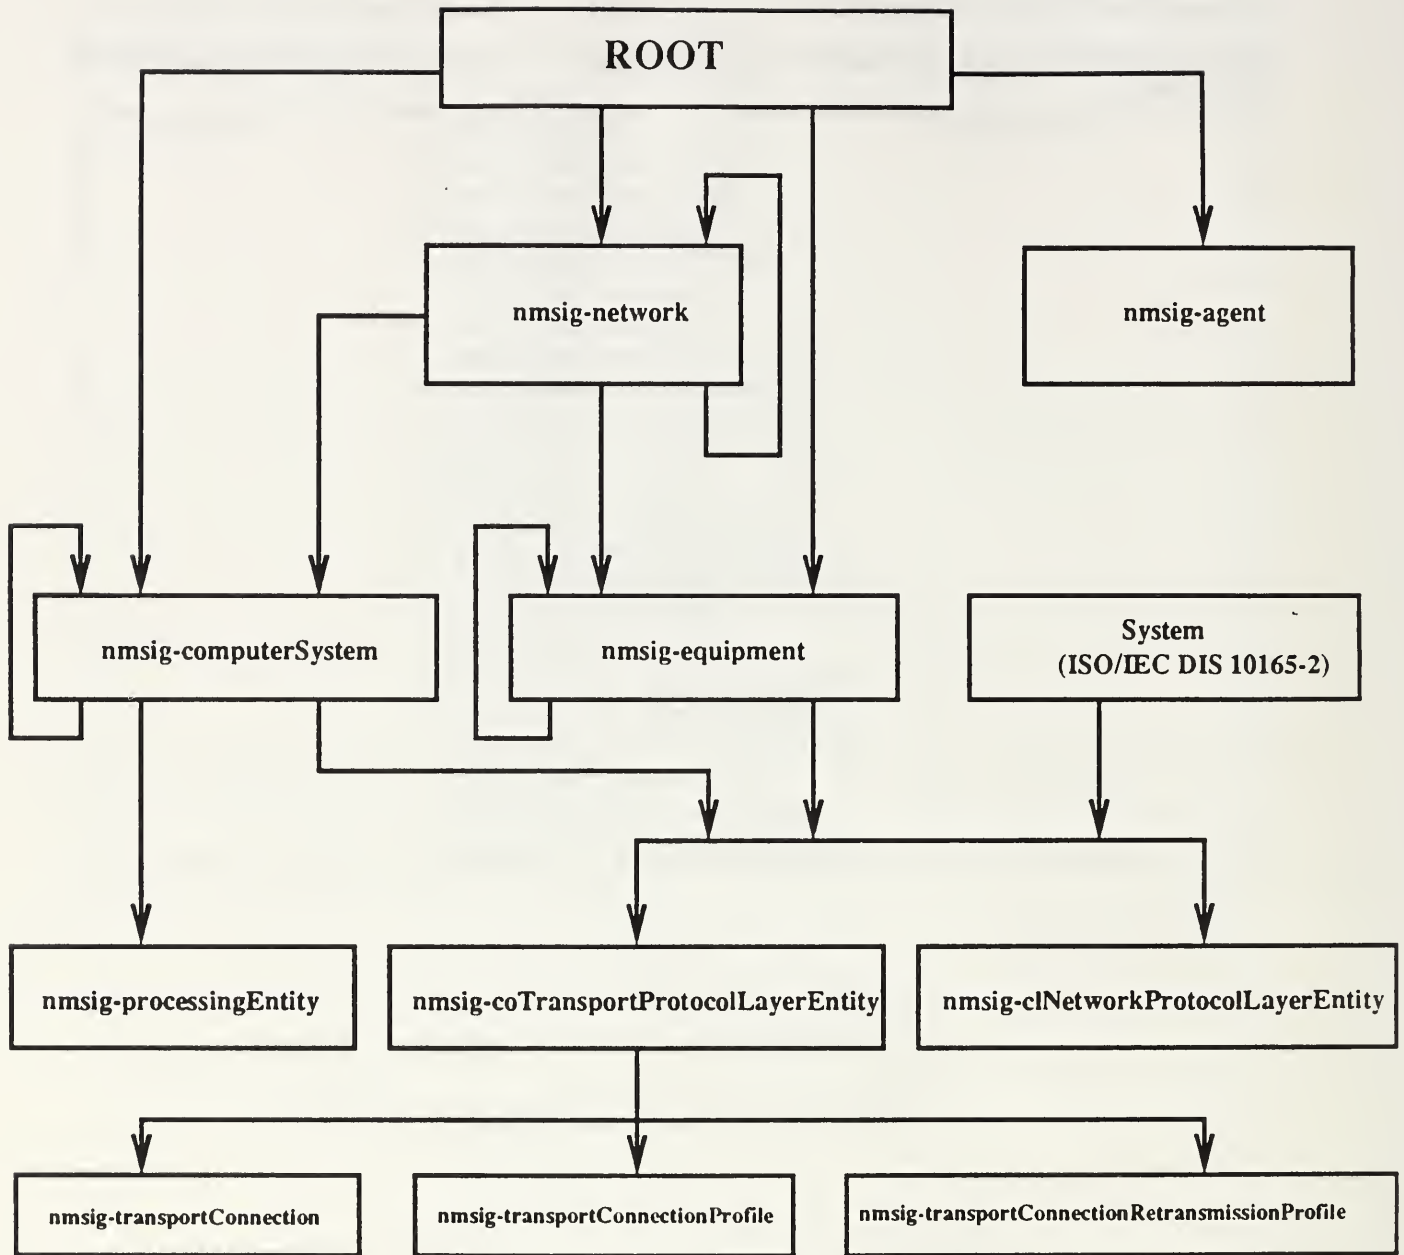 ROOT
nmsig-network
nmsig-agent
nmsig-computerSystem
nmsig-equipment
System
(ISO/IEC DIS 10165-2)
nmsig-processingEntity
nmsig-coTransportProtocolLayerEntity
nmsig-clNetworkProtocolLayerEntity
nmsig-transportConnection
nmsig-transportConnectionProfile
nmsig-transportConnectionRetransmissionProfile